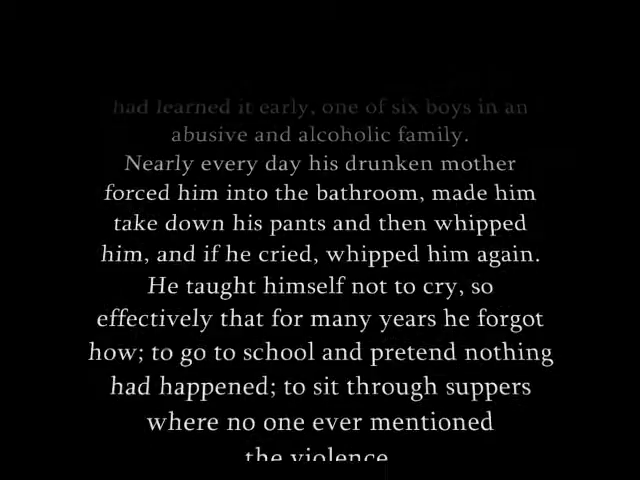 had learned it early, one of six boys in an
abusive and alcoholic family.
Nearly every day his drunken mother
forced him into the bathroom, made him
take down his pants and then whipped
him, and if he cried, whipped him again.
He taught himself not to cry, so
effectively that for many years he forgot
how; to go to school and pretend nothing
had happened; to sit through suppers
where no one ever mentioned
the violence